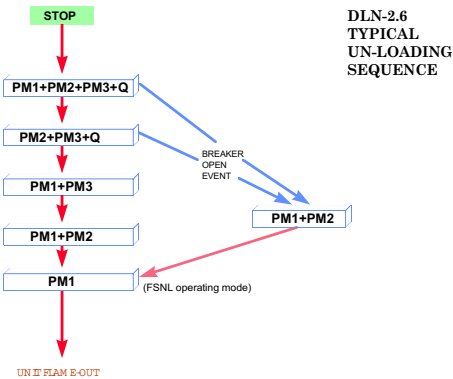 STOP
DLN-2.6
TYPICAL
UN-LOADING
SEQUENCE
PM1+PM2+PM3+Q
PM2+PM3+Q
BREAKER
OPEN
EVENT
PM1+PM3
PM1+PM2
PM1+PM2
PM1
(FSNL operating mode)
UNIT FLAME-OUT